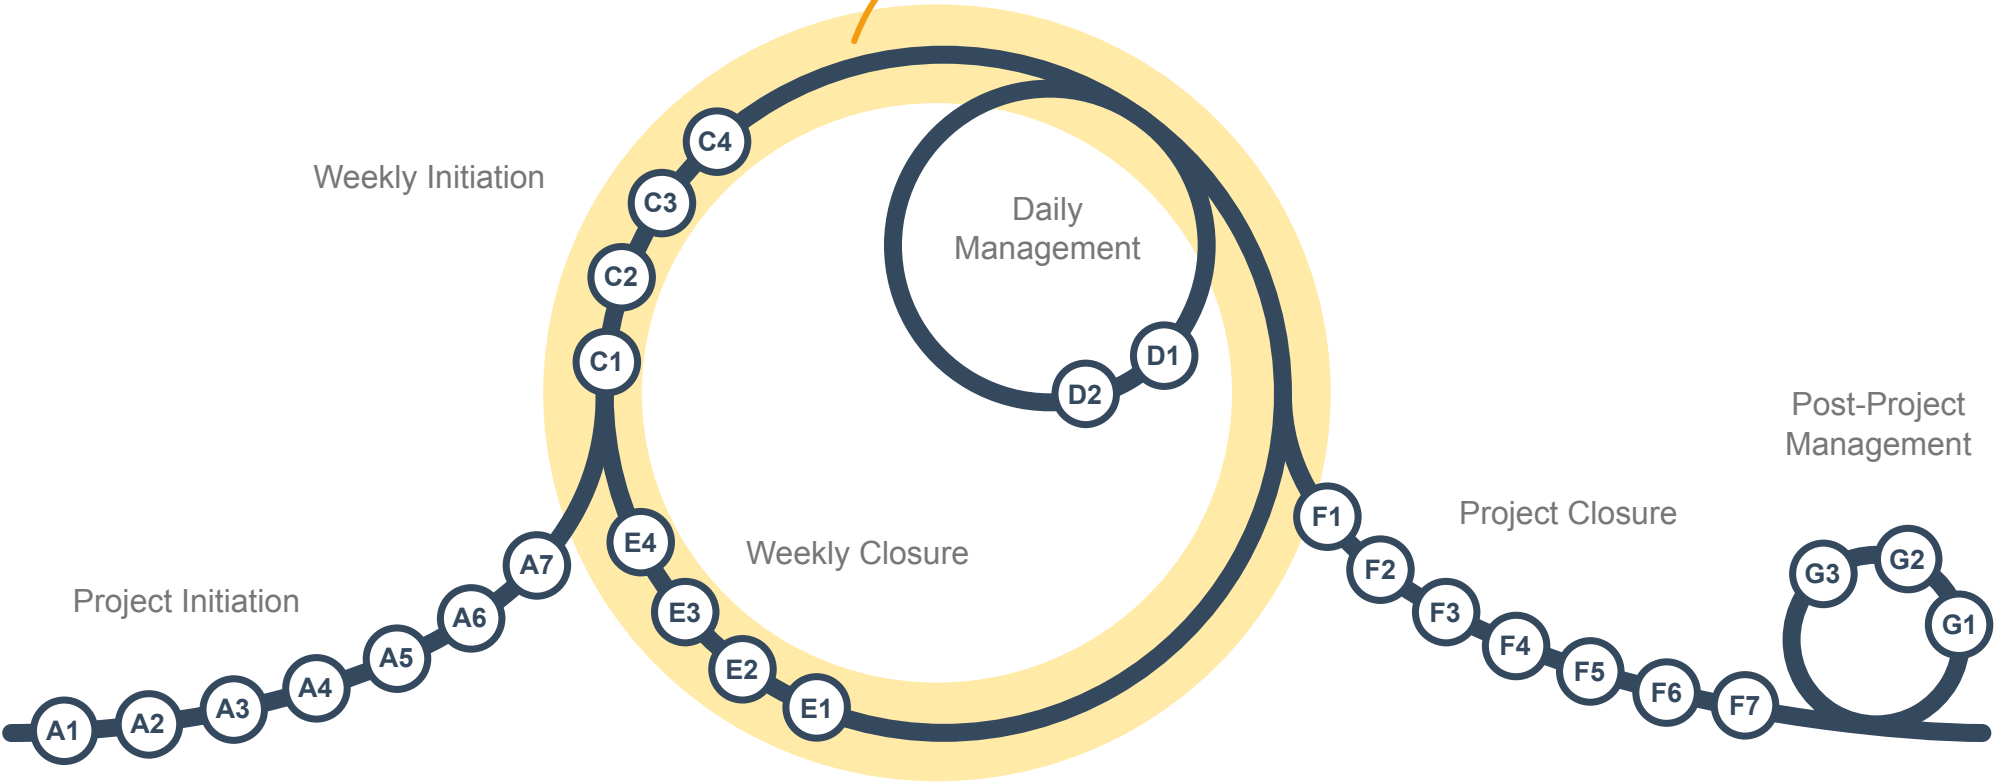 Project Initiation
A1
A2
A3
A4
A5
A6
A7
Weekly Initiation
C1
C2
C3
C4
Daily
Management
D1
D2
Weekly Closure
E1
E2
E3
E4
Project Closure
F1
F2
F3
F4
F5
F6
F7
Post-Project
Management
G1
G2
G3